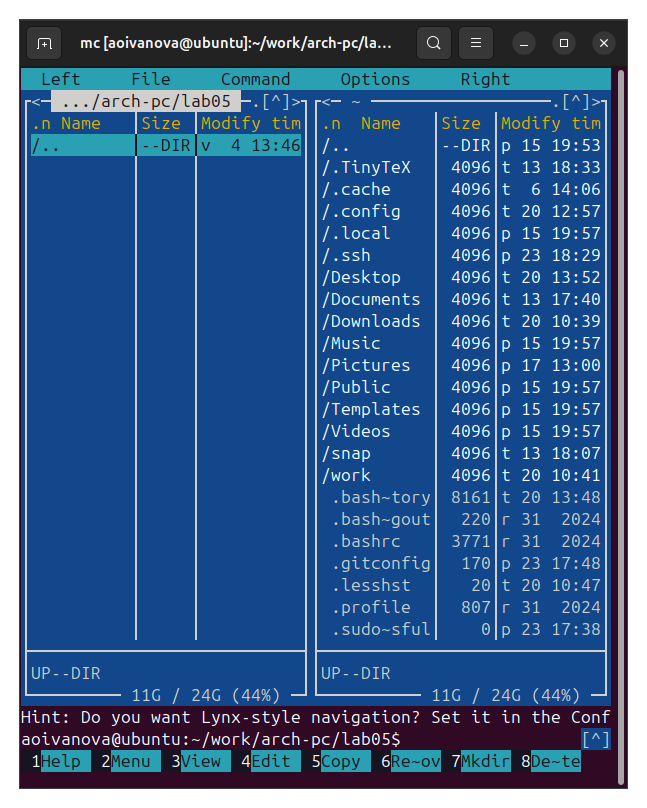 mc [aoivanova@ubuntu]:~/work/arch-pc/la...
Left File Command Options Right
<- .../arch-pc/lab05 -.[^]>
.n Name Size Modify tim
/.. --DIR v 4 13:46
UP--DIR
11G / 24G (44%)
<- ~ .[^]>
.n Name Size Modify tim
/.. --DIR p 15 19:53
/.TinyTeX 4096 t 13 18:33
/.cache 4096 t 6 14:06
/.config 4096 t 20 12:57
/.local 4096 p 15 19:57
/.ssh 4096 p 23 18:29
/Desktop 4096 t 20 13:52
/Documents 4096 t 13 17:40
/Downloads 4096 t 20 10:39
/Music 4096 p 15 19:57
/Pictures 4096 p 17 13:00
/Public 4096 p 15 19:57
/Templates 4096 p 15 19:57
/Videos 4096 p 15 19:57
/snap 4096 t 13 18:07
/work 4096 t 20 10:41
.bash~tory 8161 t 20 13:48
.bash~gout 220 r 31 2024
.bashrc 3771 r 31 2024
.gitconfig 170 p 23 17:48
.lesshst 20 t 20 10:47
.profile 807 r 31 2024
.sudo~sful 0 p 23 17:38
UP--DIR
11G / 24G (44%)
Hint: Do you want Lynx-style navigation? Set it in the Conf
aoivanova@ubuntu:~/work/arch-pc/lab05$ [^]
1Help 2Menu 3View 4Edit 5Copy 6Re~ov 7Mkdir 8De~te